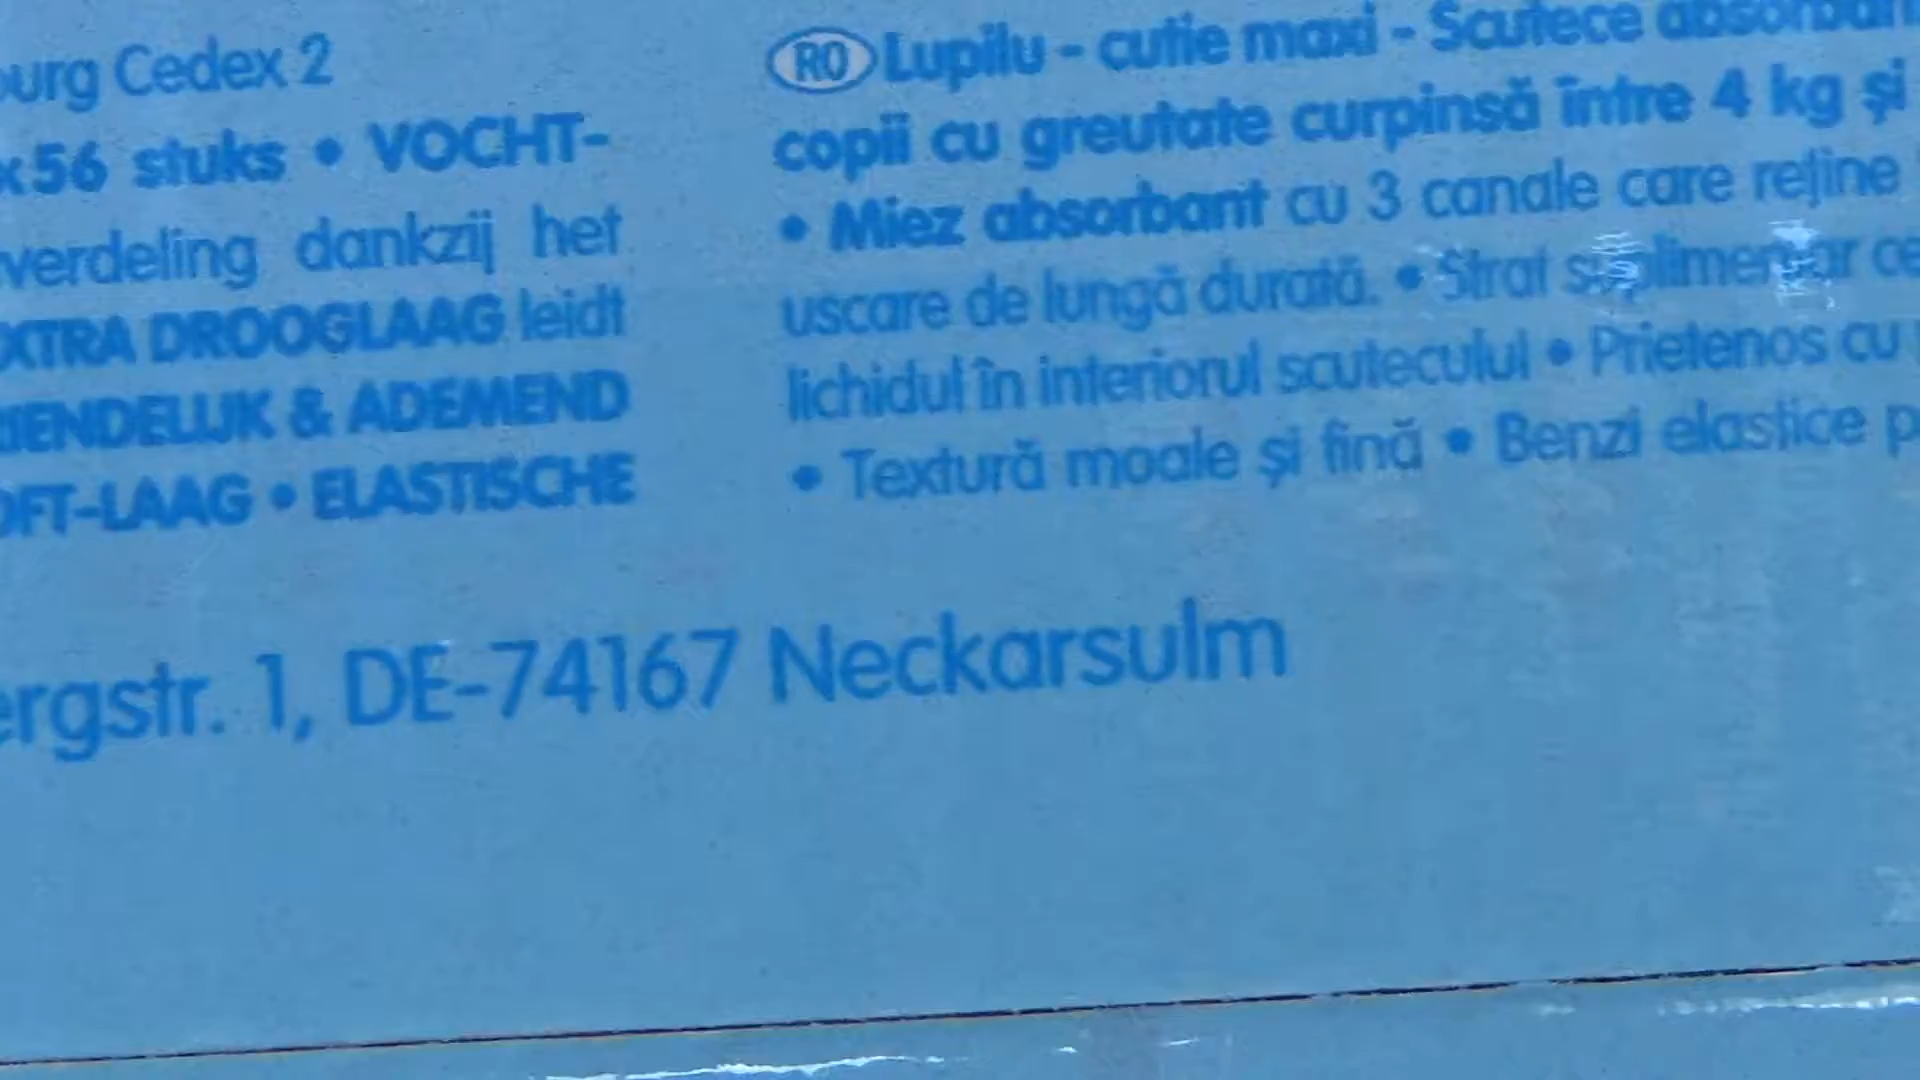 Cedex 2
x56 stuks • VOCHT-
verdeling dankzij het
XTRA DROOGLAAG leidt
IENDELIJK & ADEMEND
OFT-LAAG • ELASTISCHE
RO Lupilu - cutie maxi - Scutece absorban
copii cu greutate curpinsă între 4 kg și
• Miez absorbant cu 3 canale care reține
uscare de lungă durată. • Strat suplimentar ce
lichidul în interiorul scutecului • Prietenos cu
• Textură moale și fină • Benzi elastice p
ergstr. 1, DE-74167 Neckarsulm